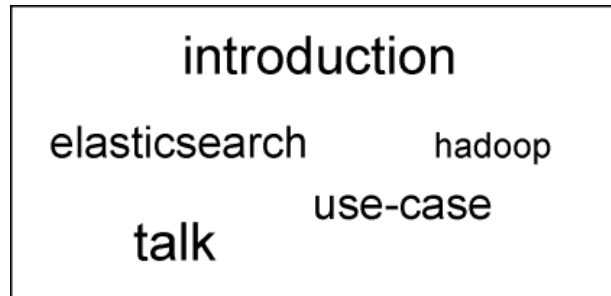 introduction
elasticsearch
hadoop
use-case
talk